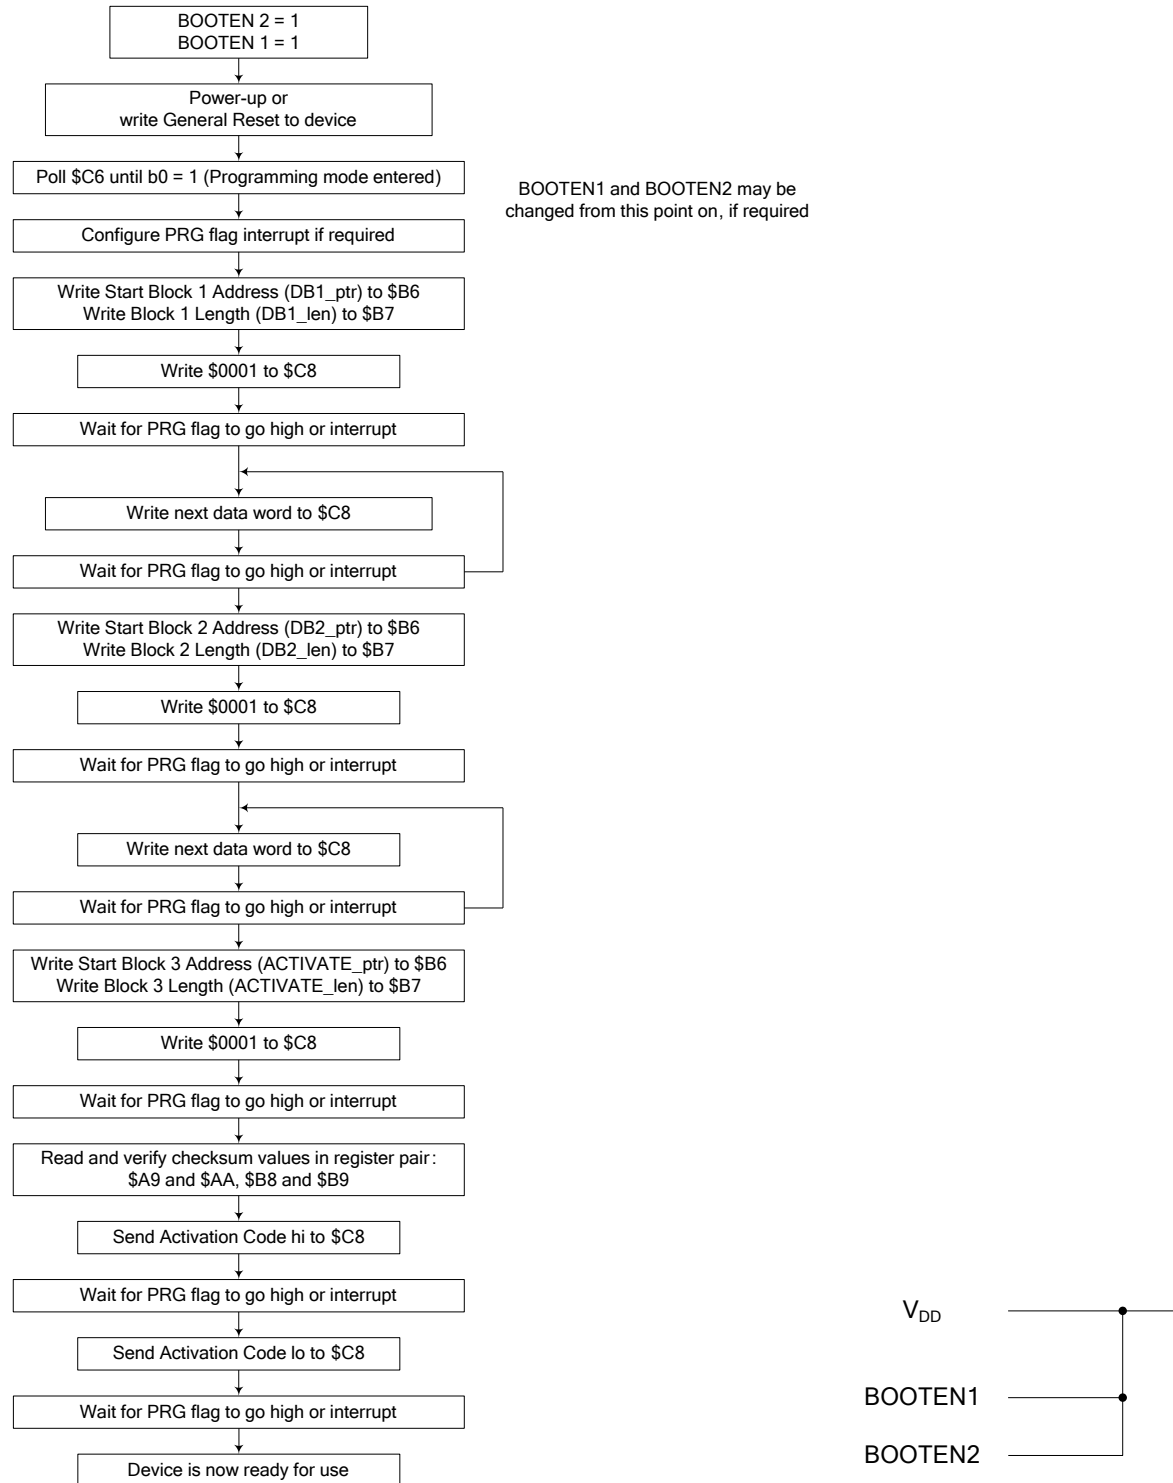 BOOTEN 2 = 1
BOOTEN 1 = 1
Power-up or
write General Reset to device
Poll $C6 until b0 = 1 (Programming mode entered)
BOOTEN1 and BOOTEN2 may be
changed from this point on, if required
Configure PRG flag interrupt if required
Write Start Block 1 Address (DB1_ptr) to $B6
Write Block 1 Length (DB1_len) to $B7
Write $0001 to $C8
Wait for PRG flag to go high or interrupt
Write next data word to $C8
Wait for PRG flag to go high or interrupt
Write Start Block 2 Address (DB2_ptr) to $B6
Write Block 2 Length (DB2_len) to $B7
Write $0001 to $C8
Wait for PRG flag to go high or interrupt
Write next data word to $C8
Wait for PRG flag to go high or interrupt
Write Start Block 3 Address (ACTIVATE_ptr) to $B6
Write Block 3 Length (ACTIVATE_len) to $B7
Write $0001 to $C8
Wait for PRG flag to go high or interrupt
Read and verify checksum values in register pair:
$A9 and $AA, $B8 and $B9
Send Activation Code hi to $C8
Wait for PRG flag to go high or interrupt
Send Activation Code lo to $C8
Wait for PRG flag to go high or interrupt
Device is now ready for use
VDD
BOOTEN1
BOOTEN2